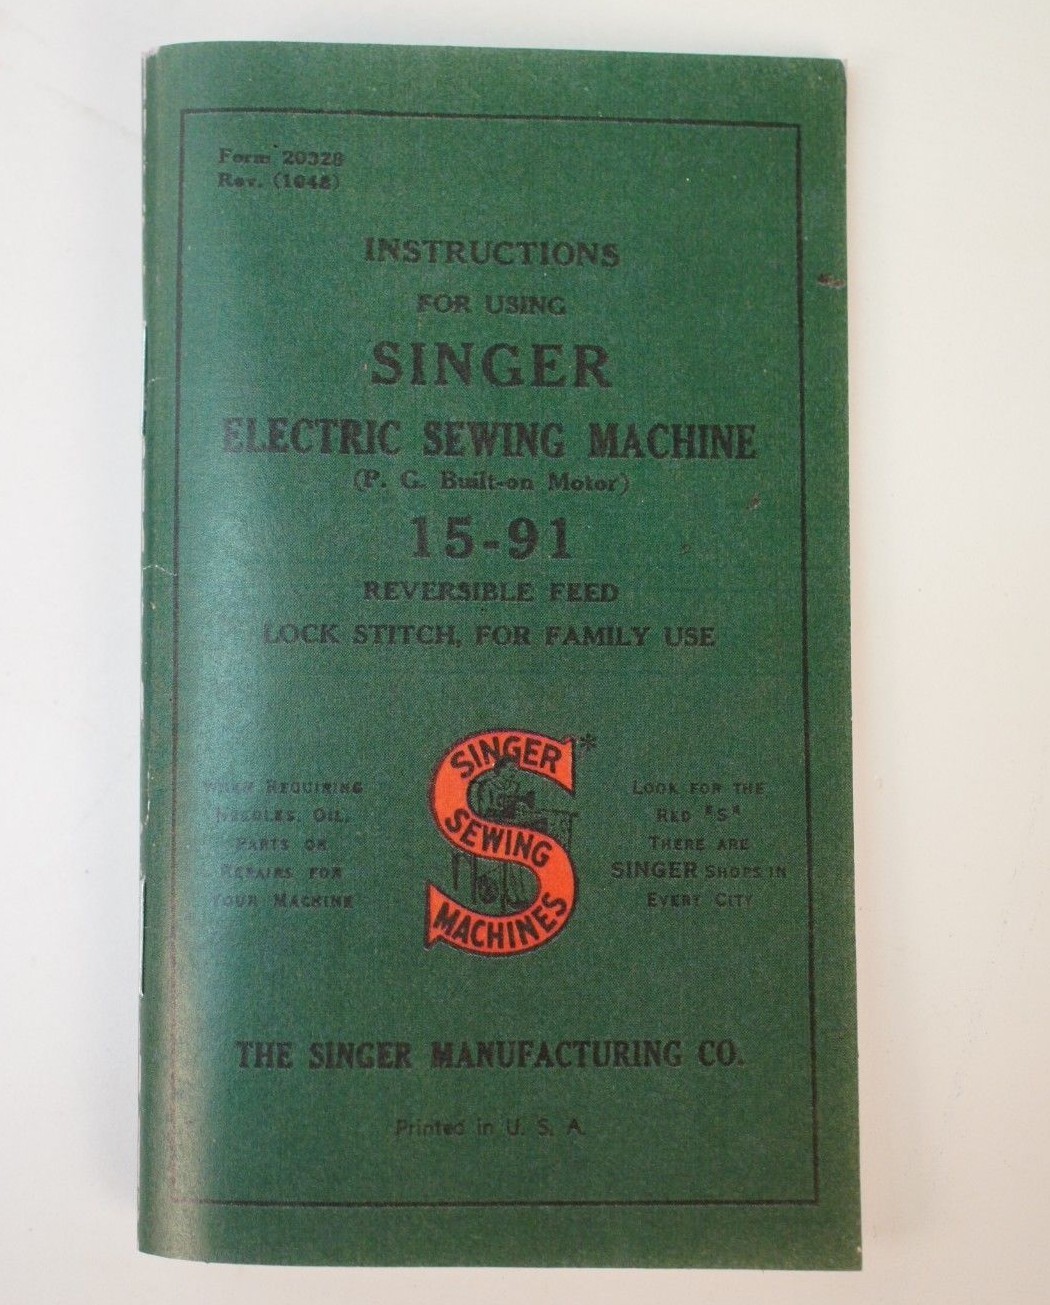 Form 20328
Rev. (1048)
INSTRUCTIONS
FOR USING
SINGER
ELECTRIC SEWING MACHINE
(P. G. Built-on Motor)
15-91
REVERSIBLE FEED
LOCK STITCH, FOR FAMILY USE
WHEN REQUIRING
NEEDLES, OIL,
PARTS OR
REPAIRS FOR
YOUR MACHINE
SINGER *
SEWING
MACHINES
LOOK FOR THE
RED "S"
THERE ARE
SINGER SHOPS IN
EVERY CITY
THE SINGER MANUFACTURING CO.
Printed in U. S. A.